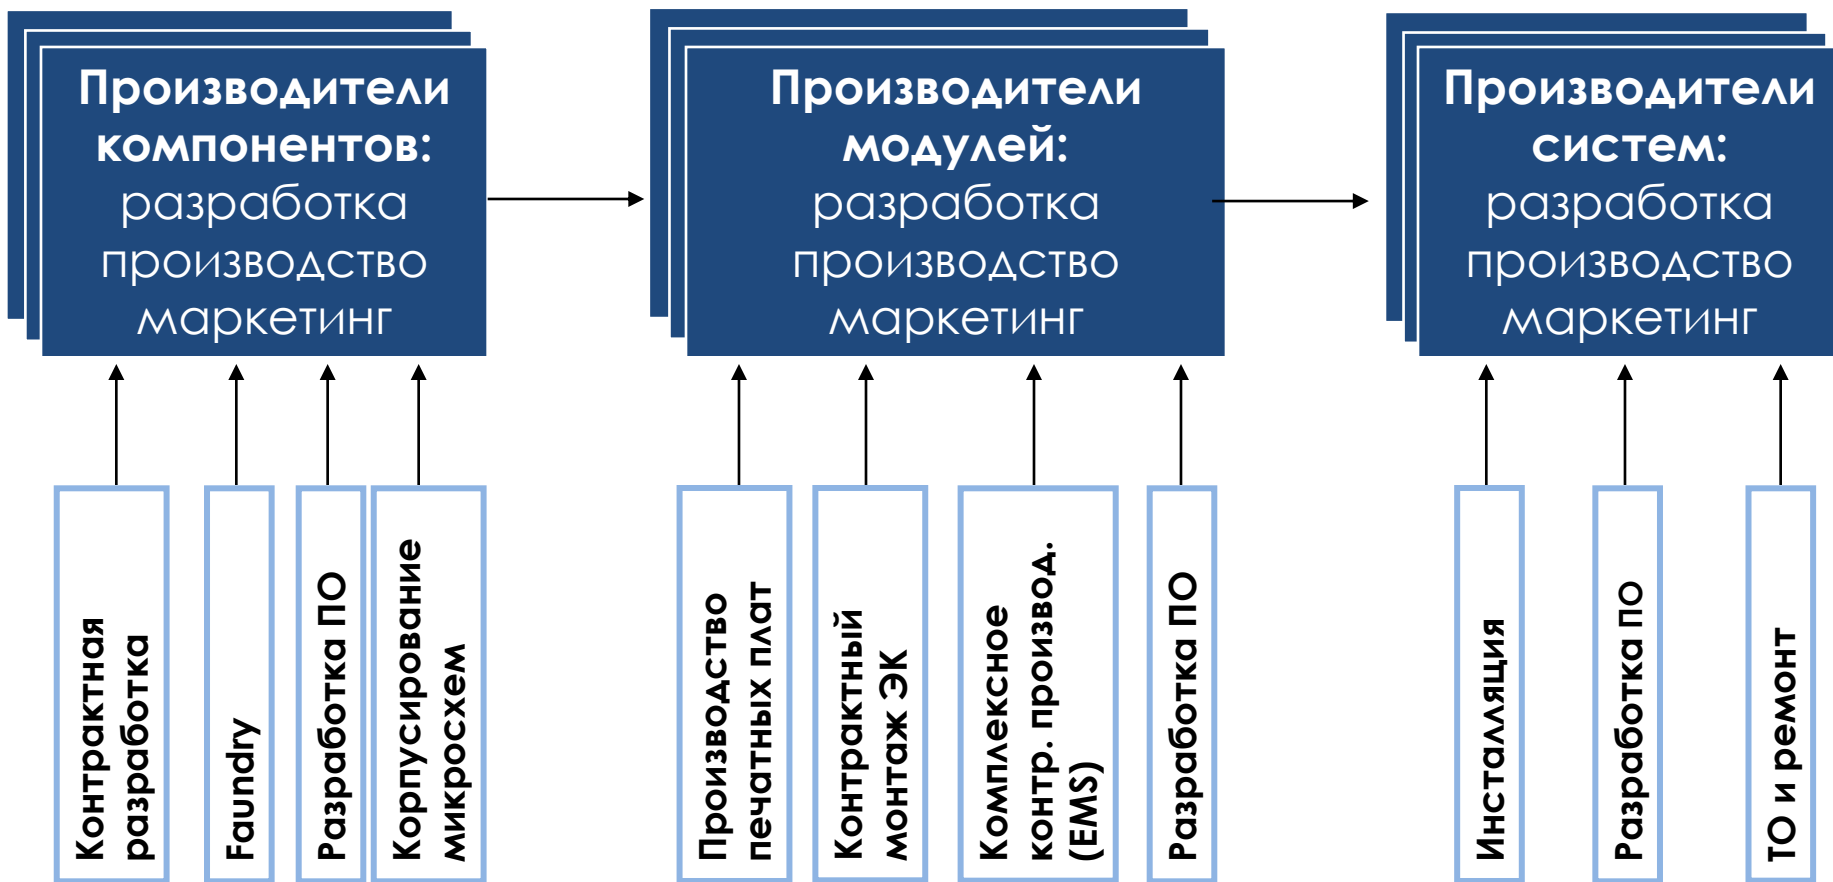 Производители
компонентов:
разработка
производство
маркетинг
Производители
модулей:
разработка
производство
маркетинг
Производители
систем:
разработка
производство
маркетинг
Контрактная
разработка
Faundry
Разработка ПО
Корпусирование
микросхем
Производство
печатных плат
Контрактный
монтаж ЭК
Комплексное
контр. производ.
(EMS)
Разработка ПО
Инсталляция
Разработка ПО
ТО и ремонт